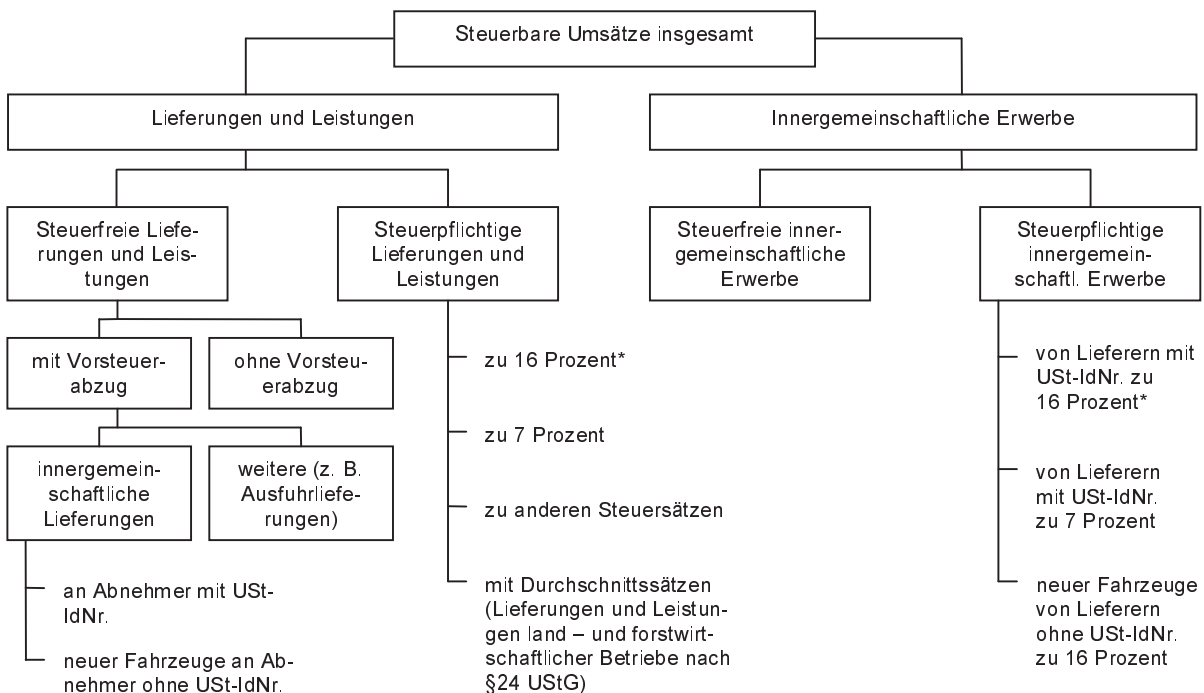 Steuerbare Umsätze insgesamt
Lieferungen und Leistungen
Innergemeinschaftliche Erwerbe
Steuerfreie Liefe-
rungen und Leis-
tungen
Steuerpflichtige
Lieferungen und
Leistungen
Steuerfreie inner-
gemeinschaftliche
Erwerbe
Steuerpflichtige
innergemein-
schaftl. Erwerbe
mit Vorsteuer-
abzug
ohne Vorsteu-
erabzug
innergemein-
schaftliche
Lieferungen
weitere (z. B.
Ausfuhrliefe-
rungen)
an Abnehmer mit USt-
IdNr.
neuer Fahrzeuge an Ab-
nehmer ohne USt-IdNr.
zu 16 Prozent*
zu 7 Prozent
zu anderen Steuersätzen
mit Durchschnittssätzen
(Lieferungen und Leistun-
gen land – und forstwirt-
schaftlicher Betriebe nach
§24 UStG)
von Lieferern mit
USt-IdNr. zu
16 Prozent*
von Lieferern
mit USt-IdNr.
zu 7 Prozent
neuer Fahrzeuge
von Lieferern
ohne USt-IdNr.
zu 16 Prozent